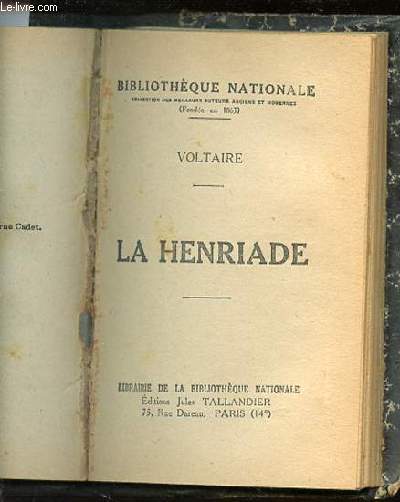 Le-livre.com
BIBLIOTHÈQUE NATIONALE
COLLECTION DES MEILLEURS AUTEURS ANCIENS ET MODERNES
(Fondée en 1863)
VOLTAIRE
rue Cadet.
LA HENRIADE
LIBRAIRIE DE LA BIBLIOTHÈQUE NATIONALE
Éditions Jules TALLANDIER
75, Rue Dareau, PARIS (14e)